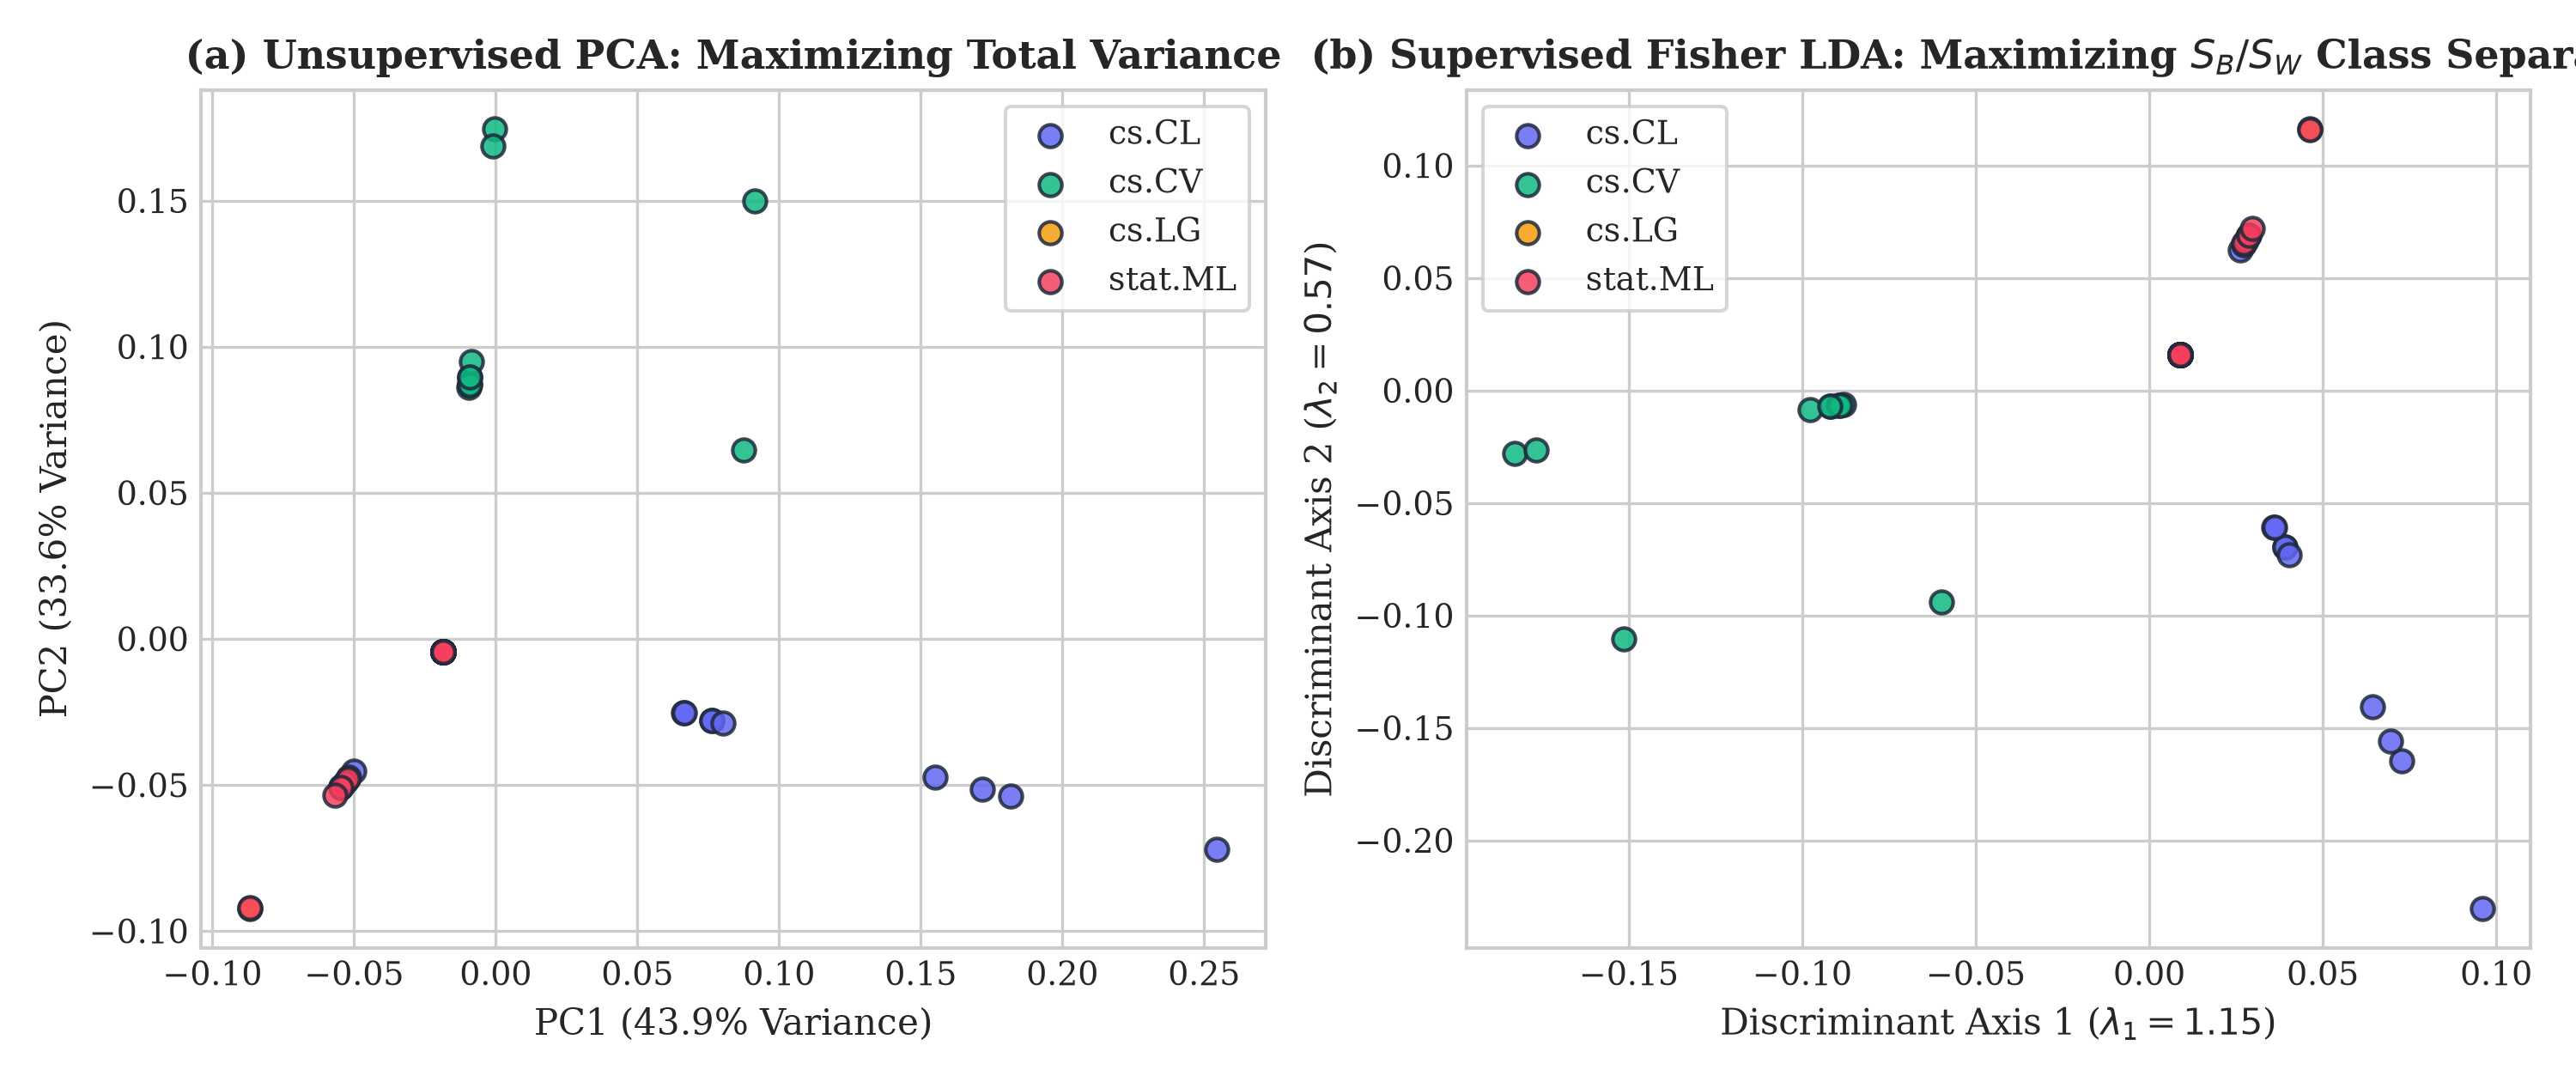 (a) Unsupervised PCA: Maximizing Total Variance
cs.CL
cs.CV
cs.LG
stat.ML
0.15
0.10
0.05
0.00
−0.05
−0.10
PC2 (33.6% Variance)
−0.10 −0.05 0.00 0.05 0.10 0.15 0.20 0.25
PC1 (43.9% Variance)
(b) Supervised Fisher LDA: Maximizing S_B/S_W Class Separa
cs.CL
cs.CV
cs.LG
stat.ML
0.10
0.05
0.00
−0.05
−0.10
−0.15
−0.20
Discriminant Axis 2 (λ₂ = 0.57)
−0.15 −0.10 −0.05 0.00 0.05 0.10
Discriminant Axis 1 (λ₁ = 1.15)